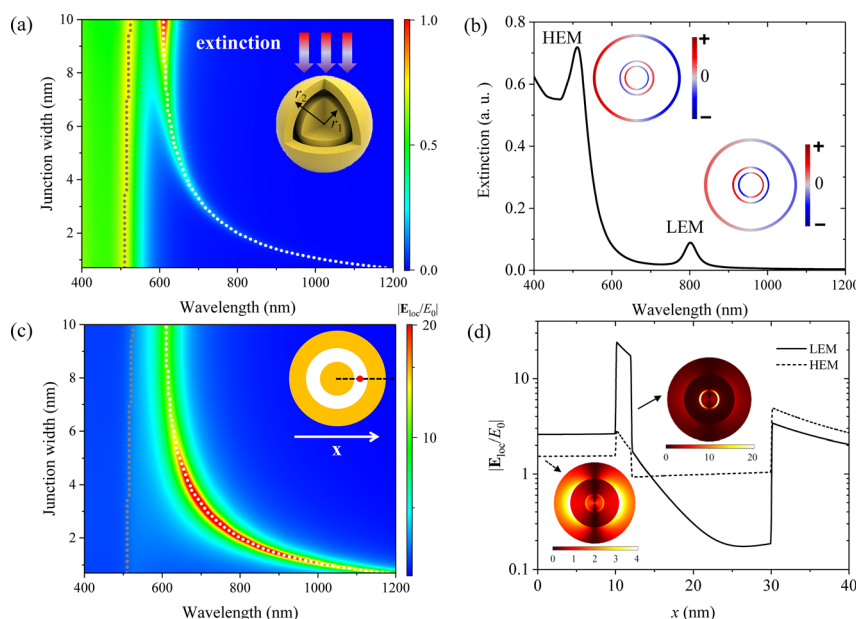 (a)
extinction
r2
r1
10
8
6
4
2
Junction width (nm)
400
600
800
1000
1200
Wavelength (nm)
1.0
0.5
0.0
(b)
HEM
LEM
+
0
−
+
0
−
0.8
0.6
0.4
0.2
0.0
Extinction (a. u.)
400
600
800
1000
1200
Wavelength (nm)
(c)
x
10
8
6
4
2
Junction width (nm)
400
600
800
1000
1200
Wavelength (nm)
|Eloc/E0|
20
10
(d)
LEM
HEM
0 10 20
0 1 2 3 4
10
1
0.1
|Eloc/E0|
0
10
20
30
40
x (nm)